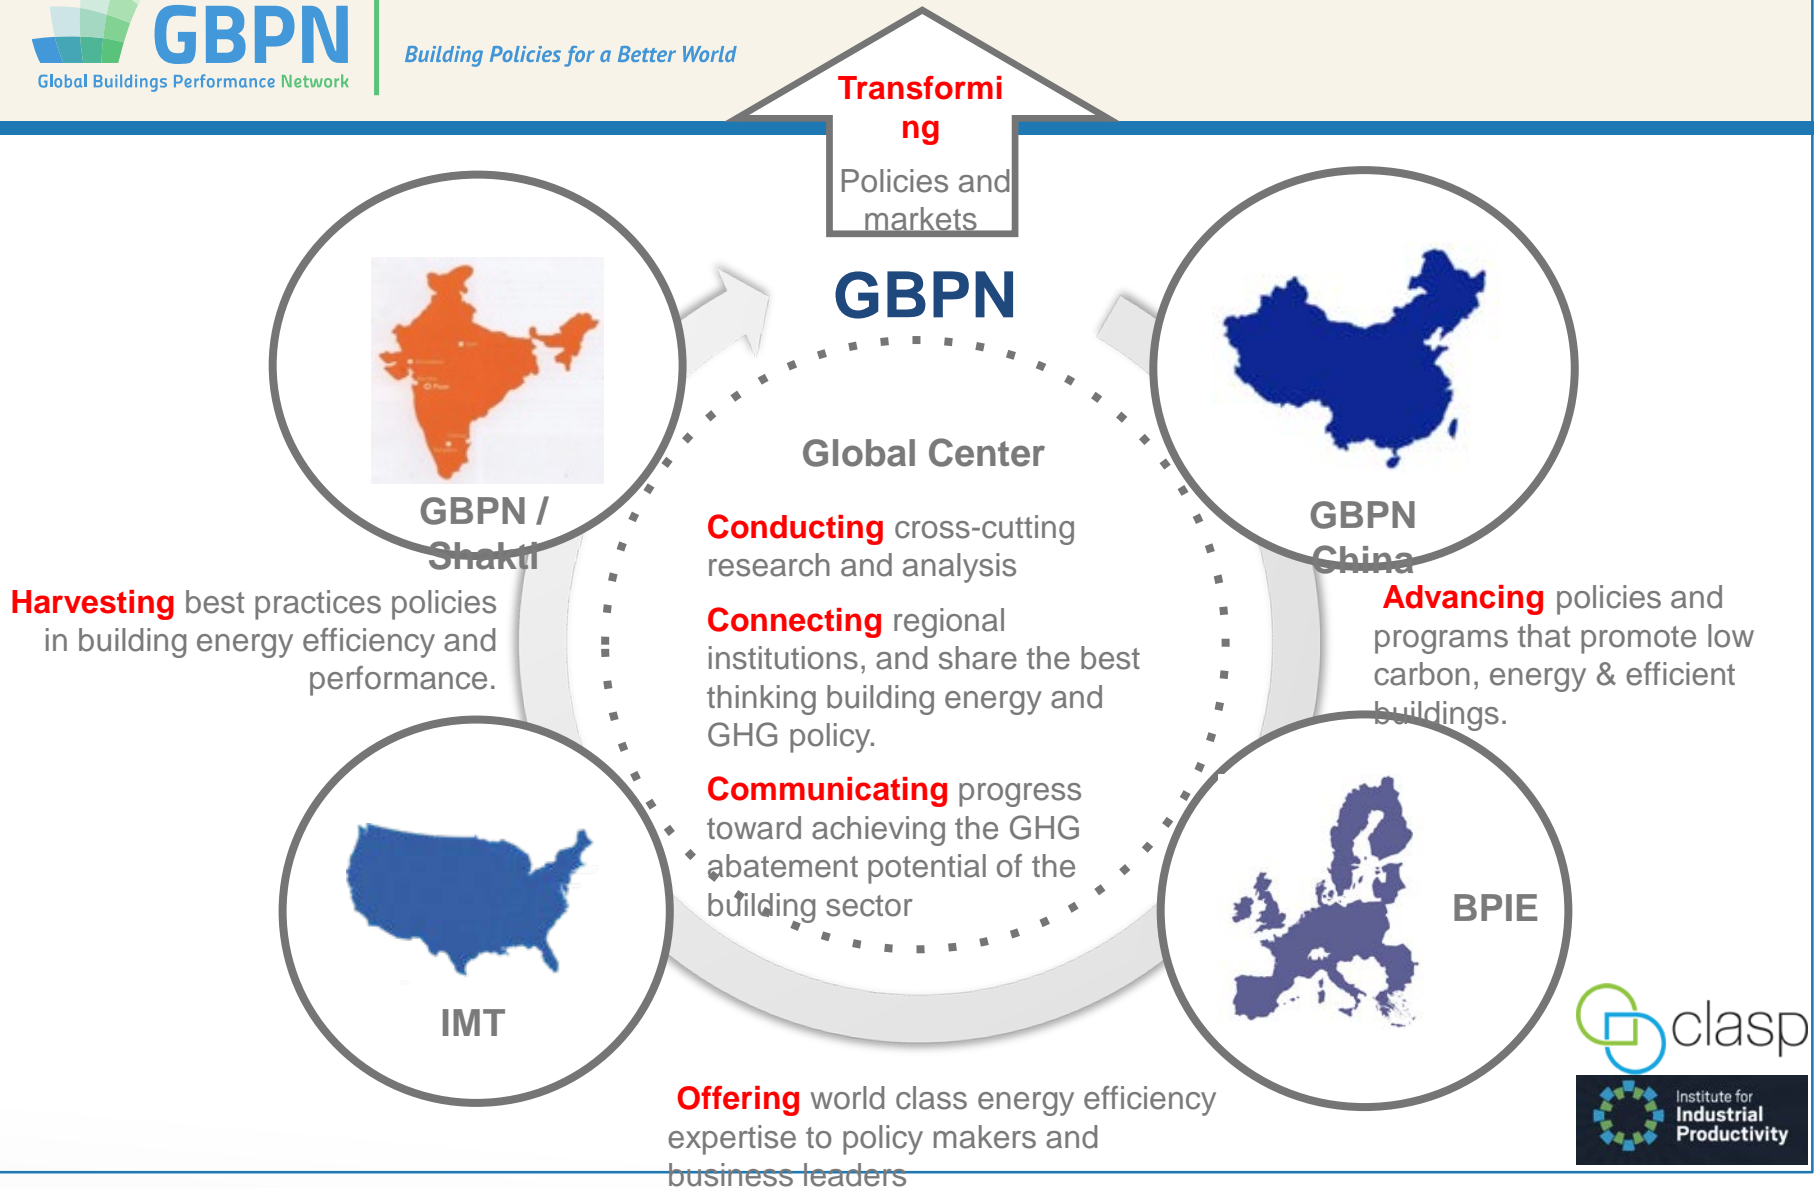 GBPN
Global Buildings Performance Network
Building Policies for a Better World
Transformi
ng
Policies and
markets
GBPN
GBPN /
Shakti
GBPN
China
Global Center
Conducting cross-cutting
research and analysis
Connecting regional
institutions, and share the best
thinking building energy and
GHG policy.
Communicating progress
toward achieving the GHG
abatement potential of the
building sector
Harvesting best practices policies
in building energy efficiency and
performance.
Advancing policies and
programs that promote low
carbon, energy & efficient
buildings.
IMT
BPIE
Offering world class energy efficiency
expertise to policy makers and
business leaders
clasp
Institute for
Industrial
Productivity